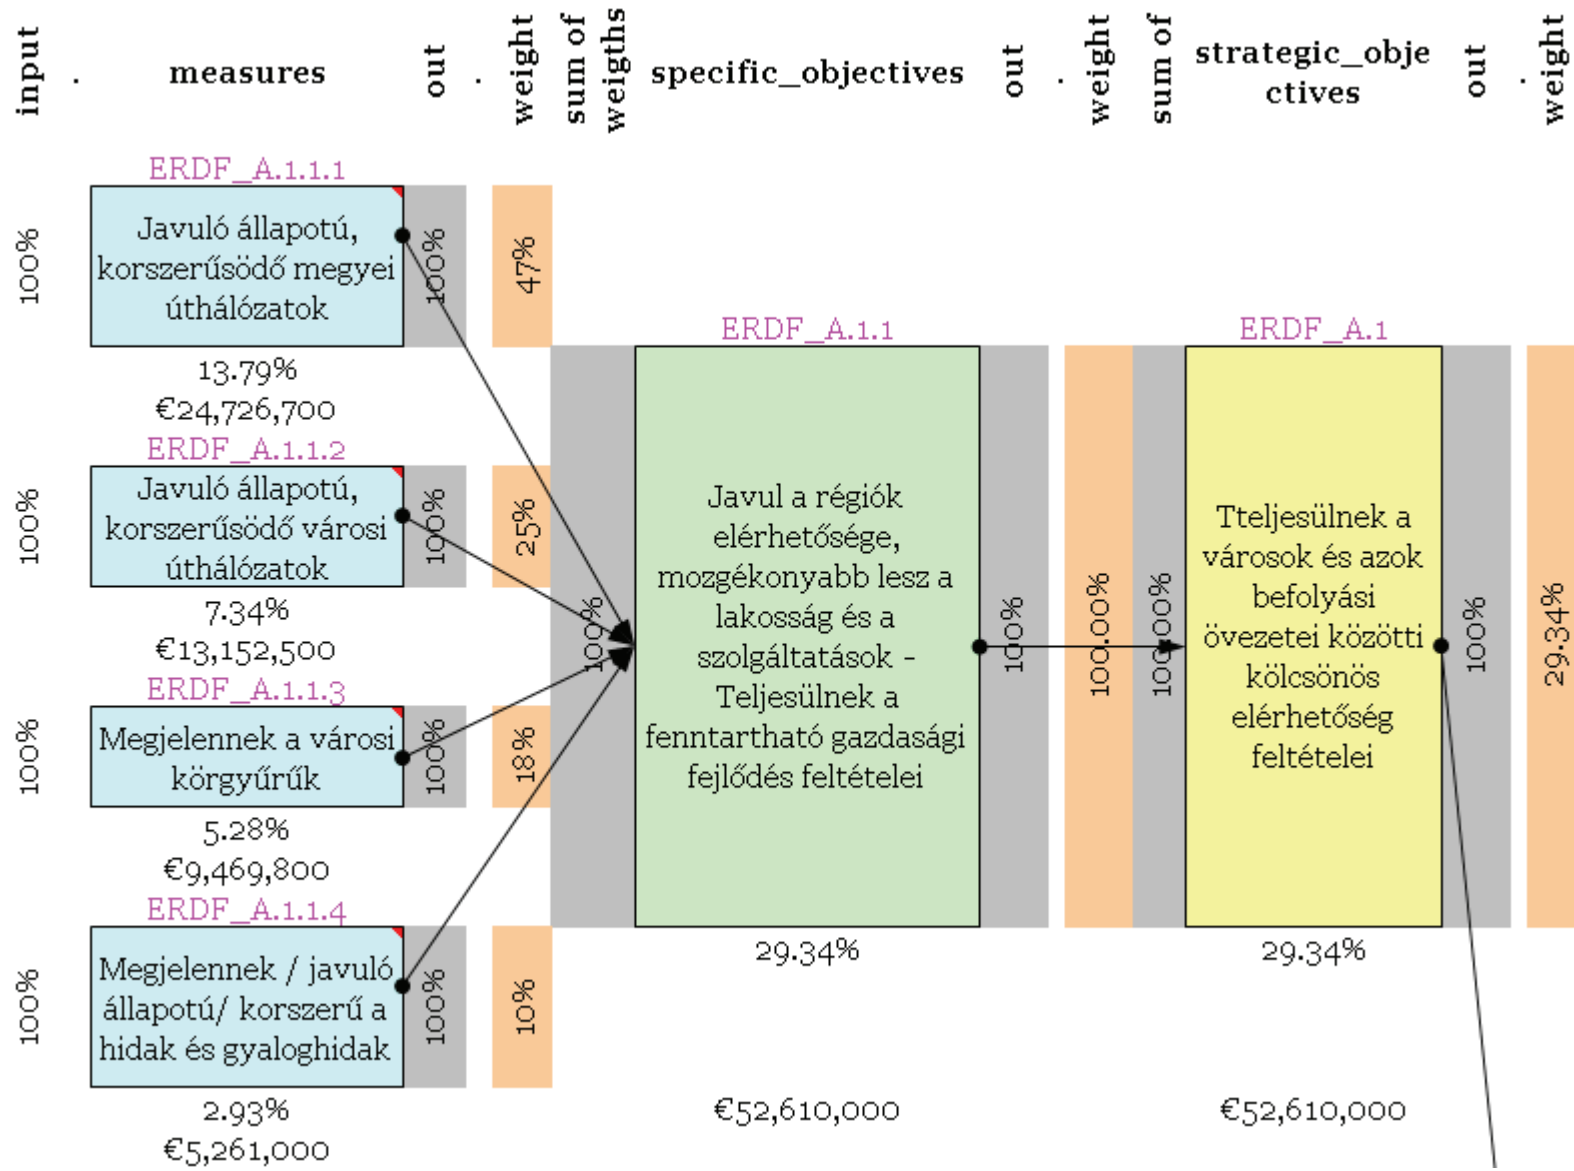 input
.
measures
out
.
weight
sum of
weigths
specific_objectives
out
.
weight
sum of
strategic_obje
ctives
out
.
weight
ERDF_A.1.1.1
100%
Javuló állapotú,
korszerűsödő megyei
úthálózatok
100%
47%
13.79%
€24,726,700
ERDF_A.1.1.2
100%
Javuló állapotú,
korszerűsödő városi
úthálózatok
100%
25%
7.34%
€13,152,500
ERDF_A.1.1.3
100%
Megjelennek a városi
körgyűrűk
100%
18%
5.28%
€9,469,800
ERDF_A.1.1.4
100%
Megjelennek / javuló
állapotú/ korszerű a
hidak és gyaloghidak
100%
10%
2.93%
€5,261,000
ERDF_A.1.1
100%
Javul a régiók
elérhetősége,
mozgékonyabb lesz a
lakosság és a
szolgáltatások -
Teljesülnek a
fenntartható gazdasági
fejlődés feltételei
100%
100.00%
29.34%
€52,610,000
ERDF_A.1
100.00%
Tteljesülnek a
városok és azok
befolyási
övezetei közötti
kölcsönös
elérhetőség
feltételei
100%
29.34%
29.34%
€52,610,000